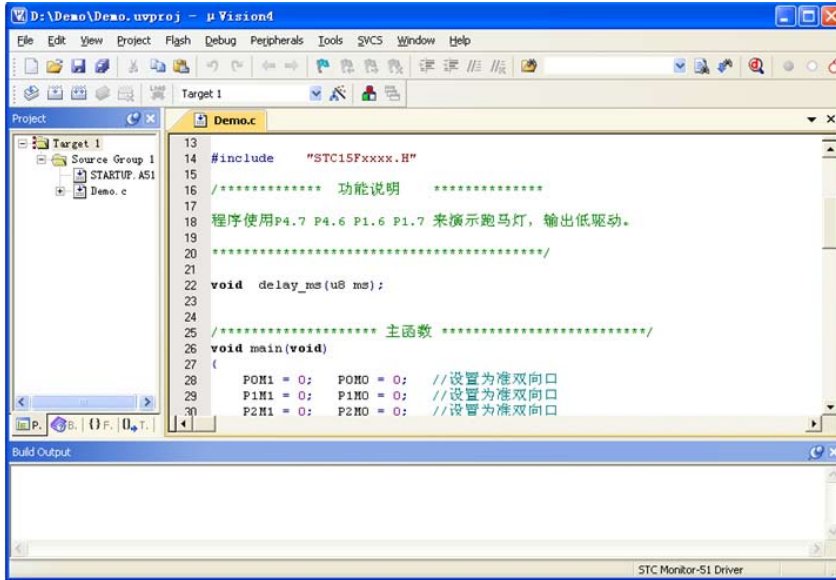 D:\Demo\Demo.uvproj - µVision4
File Edit View Project Flash Debug Peripherals Tools SVCS Window Help
Target 1
Project
Demo.c
Target 1
Source Group 1
STARTUP.A51
Demo.c
13
14 #include "STC15Fxxxx.H"
15
16 /************* 功能说明 **************
17
18 程序使用P4.7 P4.6 P1.6 P1.7 来演示跑马灯，输出低驱动。
19
20 ******************************************/
21
22 void delay_ms(u8 ms);
23
24
25 /******************** 主函数 **************************/
26 void main(void)
27 {
28 P0M1 = 0; P0M0 = 0; //设置为准双向口
29 P1M1 = 0; P1M0 = 0; //设置为准双向口
30 P2M1 = 0; P2M0 = 0; //设置为准双向口
P. B. {} F. 0. T.
Build Output
STC Monitor-51 Driver